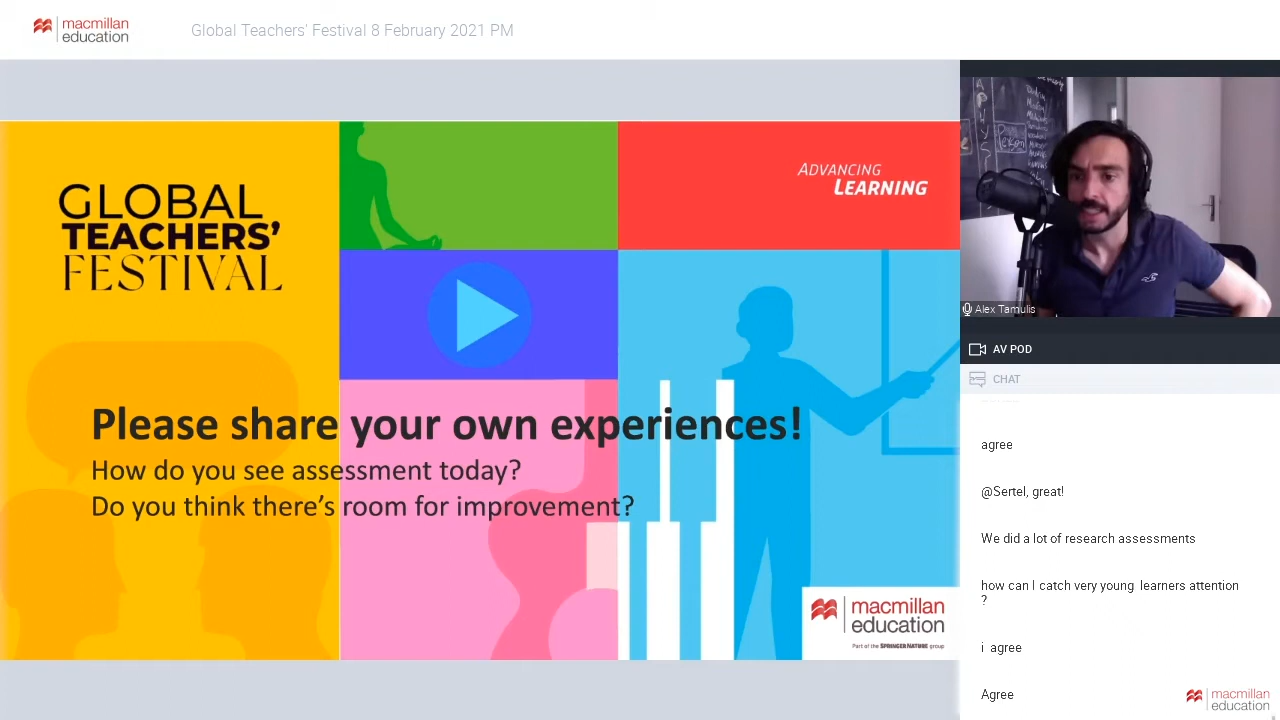 macmillan
education
Global Teachers' Festival 8 February 2021 PM
GLOBAL
TEACHERS'
FESTIVAL
ADVANCING
LEARNING
Please share your own experiences!
How do you see assessment today?
Do you think there's room for improvement?
macmillan
education
Part of the SPRINGER NATURE group
Alex Tamulis
AV POD
CHAT
agree
@Sertel, great!
We did a lot of research assessments
how can I catch very young learners attention
?
i agree
Agree
macmillan
education